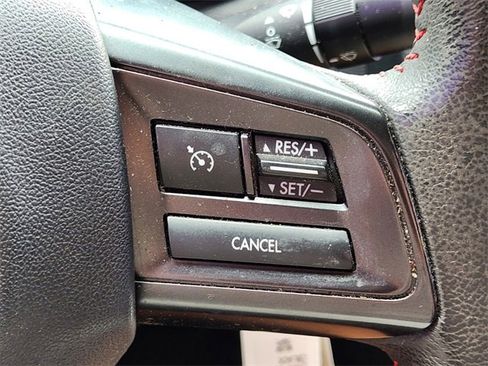 ▲ RES/+
▼ SET/−
CANCEL